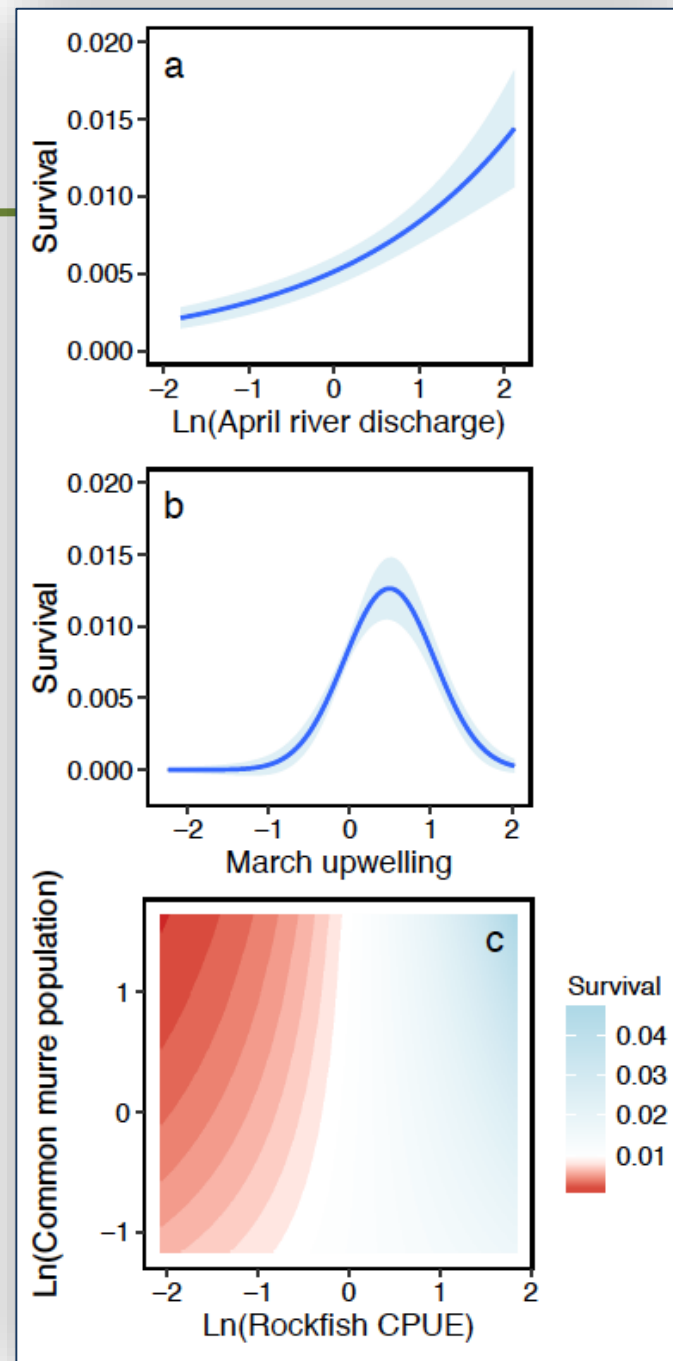 a
0.020
0.015
0.010
0.005
0.000
Survival
−2 −1 0 1 2
Ln(April river discharge)
b
0.020
0.015
0.010
0.005
0.000
Survival
−2 −1 0 1 2
March upwelling
c
1
0
−1
Ln(Common murre population)
−2 −1 0 1 2
Ln(Rockfish CPUE)
Survival
0.04
0.03
0.02
0.01